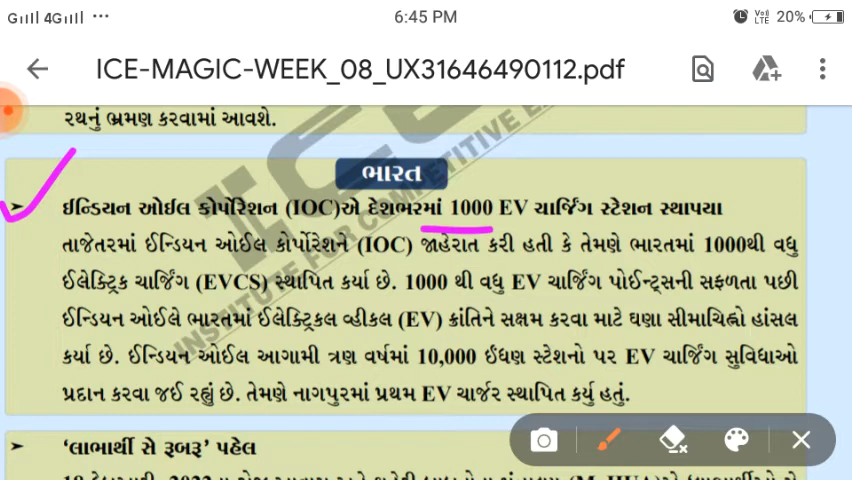 4G
6:45 PM
Vo) LTE 20%
ICE-MAGIC-WEEK_08_UX31646490112.pdf
રથનું ભ્રમણ કરવામાં આવશે.
ભારત
➤ ઈન્ડિયન ઓઈલ કોર્પોરેશન (IOC)એ દેશભરમાં 1000 EV ચાર્જિંગ સ્ટેશન સ્થાપયા
તાજેતરમાં ઈન્ડિયન ઓઈલ કોર્પોરેશને (IOC) જાહેરાત કરી હતી કે તેમણે ભારતમાં 1000થી વધુ
ઈલેક્ટ્રિક ચાર્જિંગ (EVCS) સ્થાપિત કર્યા છે. 1000 થી વધુ EV ચાર્જિંગ પોઈન્ટ્સની સફળતા પછી
ઈન્ડિયન ઓઈલે ભારતમાં ઈલેક્ટ્રિકલ વ્હીકલ (EV) ક્રાંતિને સક્ષમ કરવા માટે ઘણા સીમાચિહ્નો હાંસલ
કર્યા છે. ઈન્ડિયન ઓઈલ આગામી ત્રણ વર્ષમાં 10,000 ઈંધણ સ્ટેશનો પર EV ચાર્જિંગ સુવિધાઓ
પ્રદાન કરવા જઈ રહ્યું છે. તેમણે નાગપુરમાં પ્રથમ EV ચાર્જર સ્થાપિત કર્યુ હતું.
➤ ‘લાભાર્થી સે રૂબરૂ’ પહેલ